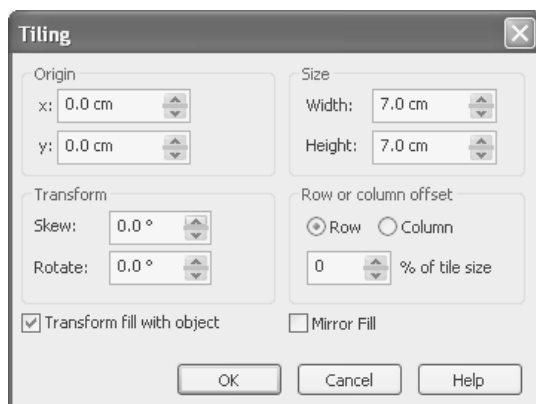 Tiling
Origin
x: 0.0 cm
y: 0.0 cm
Size
Width: 7.0 cm
Height: 7.0 cm
Transform
Skew: 0.0 °
Rotate: 0.0 °
Row or column offset
Row Column
0 % of tile size
Transform fill with object
Mirror Fill
OK Cancel Help